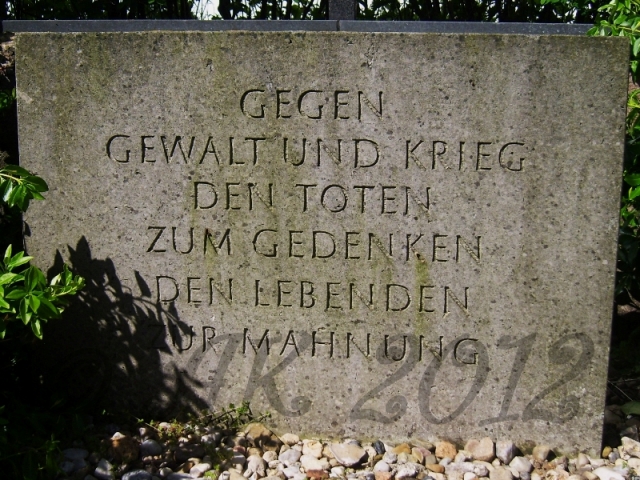 GEGEN
GEWALT UND KRIEG
DEN TOTEN
ZUM GEDENKEN
DEN LEBENDEN
ZUR MAHNUNG
2012